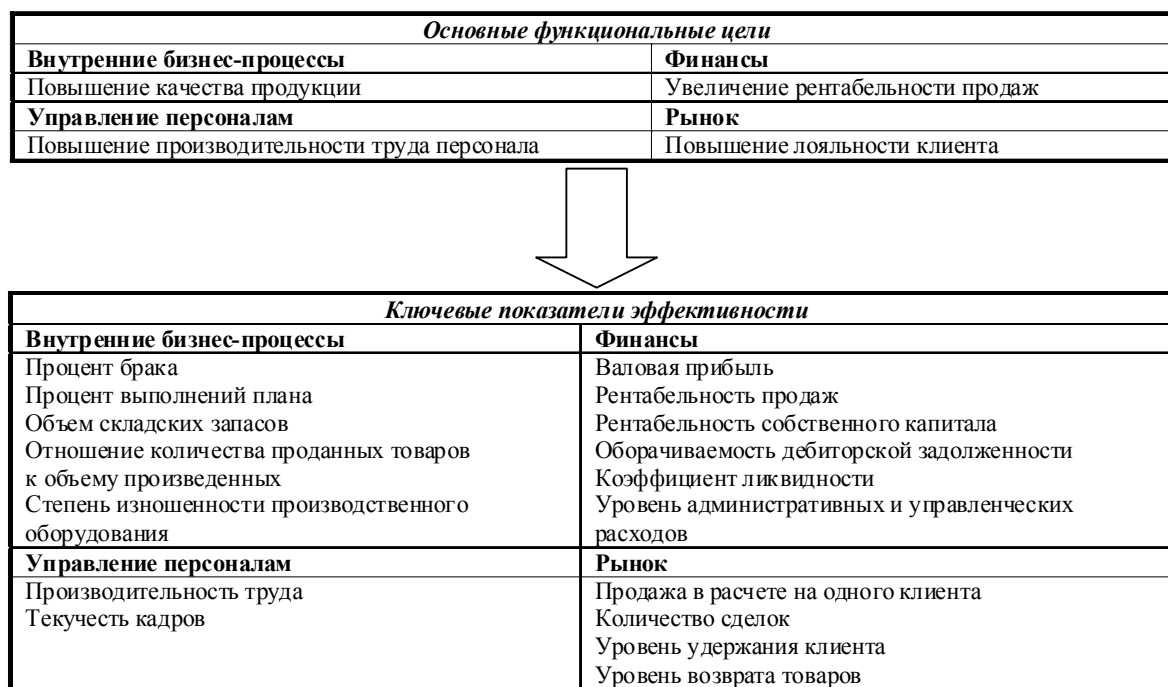 Основные функциональные цели
Внутренние бизнес-процессы
Финансы
Повышение качества продукции
Увеличение рентабельности продаж
Управление персоналам
Рынок
Повышение производительности труда персонала
Повышение лояльности клиента
Ключевые показатели эффективности
Внутренние бизнес-процессы
Финансы
Процент брака
Процент выполнений плана
Объем складских запасов
Отношение количества проданных товаров
к объему произведенных
Степень изношенности производственного
оборудования
Валовая прибыль
Рентабельность продаж
Рентабельность собственного капитала
Оборачиваемость дебиторской задолженности
Коэффициент ликвидности
Уровень административных и управленческих
расходов
Управление персоналам
Рынок
Производительность труда
Текучесть кадров
Продажа в расчете на одного клиента
Количество сделок
Уровень удержания клиента
Уровень возврата товаров